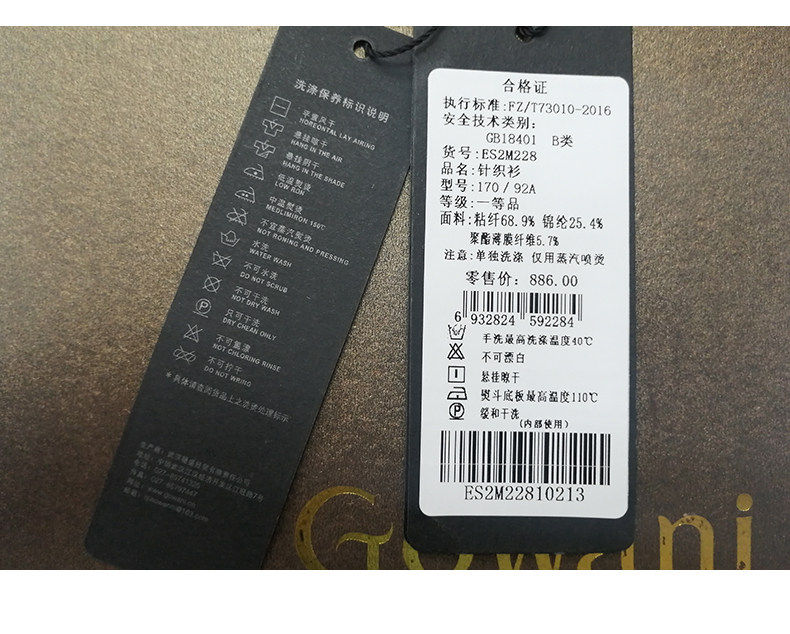 洗涤保养标识说明
平置风干
HOREONTAL LAY.AIRING
悬挂晾干
HANG IN THE AIR
悬挂阴干
HANG IN THE SHADE
低温熨烫
LOW RON
中温熨烫
MEDLIMIRON 150℃
不宜蒸汽熨烫
NOT RONING AND PRESSING
水洗
WATER WASH
不可水洗
DO NOT SCRUB
不可干洗
NOT DRY WASH
只可干洗
DRY CHEAN OHLY
不可氯漂
NOT CHLORING RINSE
不可拧干
DO NOT WRING
合格证
执行标准:FZ/T73010-2016
安全技术类别:
GB18401 B类
货号:ES2M228
品名:针织衫
型号:170/92A
等级:一等品
面料:粘纤68.9% 锦纶25.4%
聚酯薄膜纤维5.7%
注意:单独洗涤 仅用蒸汽喷烫
零售价: 886.00
6 932824 592284
手洗最高洗涤温度40℃
不可漂白
悬挂晾干
熨斗底板最高温度110℃
缓和干洗
(内部使用)
ES2M22810213
Gowani